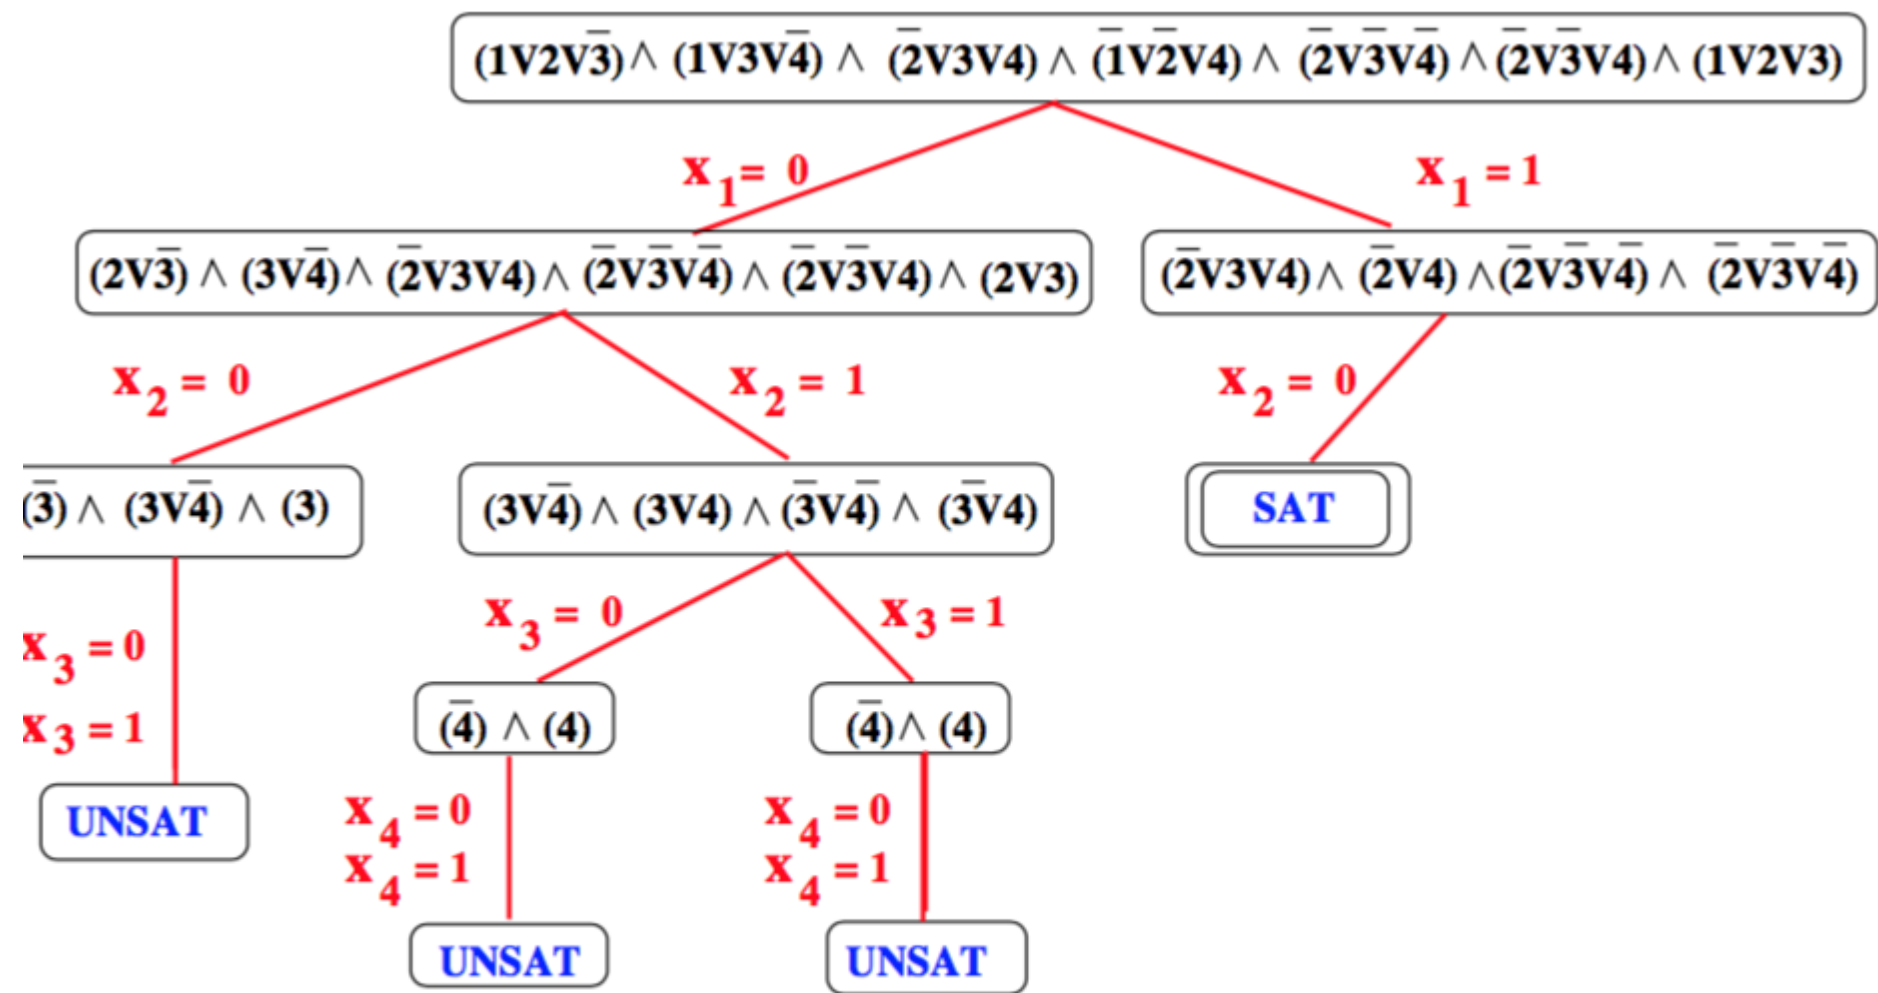 (1V2V3̅) ∧ (1V3V4̅) ∧ (2̅V3V4) ∧ (1̅V2̅V4) ∧ (2̅V3̅V4̅) ∧ (2̅V3̅V4) ∧ (1V2V3)
x₁= 0
x₁ = 1
(2V3̅) ∧ (3V4̅) ∧ (2̅V3V4) ∧ (2̅V3̅V4̅) ∧ (2̅V3̅V4) ∧ (2V3)
(2̅V3V4) ∧ (2̅V4) ∧ (2̅V3̅V4̅) ∧ (2̅V3̅V4̅)
x₂ = 0
x₂ = 1
x₂ = 0
(3̅) ∧ (3V4̅) ∧ (3)
(3V4̅) ∧ (3V4) ∧ (3̅V4̅) ∧ (3̅V4)
SAT
x₃ = 0
x₃ = 1
x₃ = 0
x₃ = 1
(4̅) ∧ (4)
(4̅) ∧ (4)
UNSAT
x₄ = 0
x₄ = 1
x₄ = 0
x₄ = 1
UNSAT
UNSAT